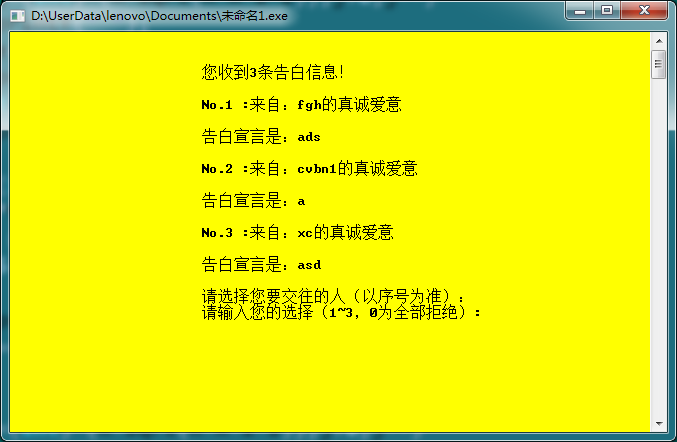 D:\UserData\lenovo\Documents\未命名1.exe
您收到3条告白信息!
No.1 :来自：fgh的真诚爱意
告白宣言是：ads
No.2 :来自：cvbn1的真诚爱意
告白宣言是：a
No.3 :来自：xc的真诚爱意
告白宣言是：asd
请选择您要交往的人（以序号为准）；
请输入您的选择（1~3，0为全部拒绝）: